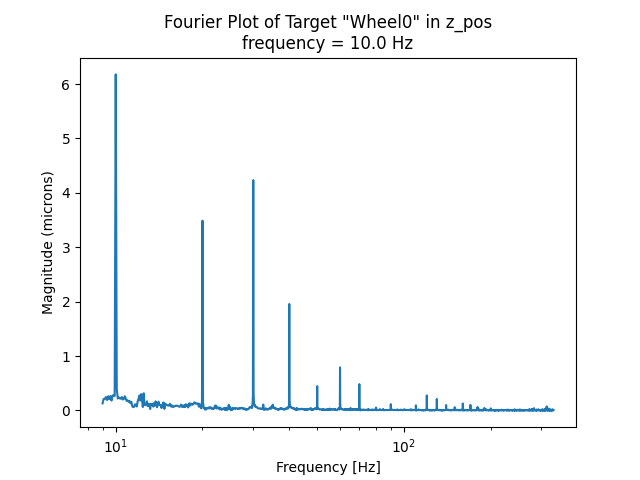 Fourier Plot of Target "Wheel0" in z_pos
frequency = 10.0 Hz
6
5
4
3
2
1
0
Magnitude (microns)
10¹
10²
Frequency [Hz]